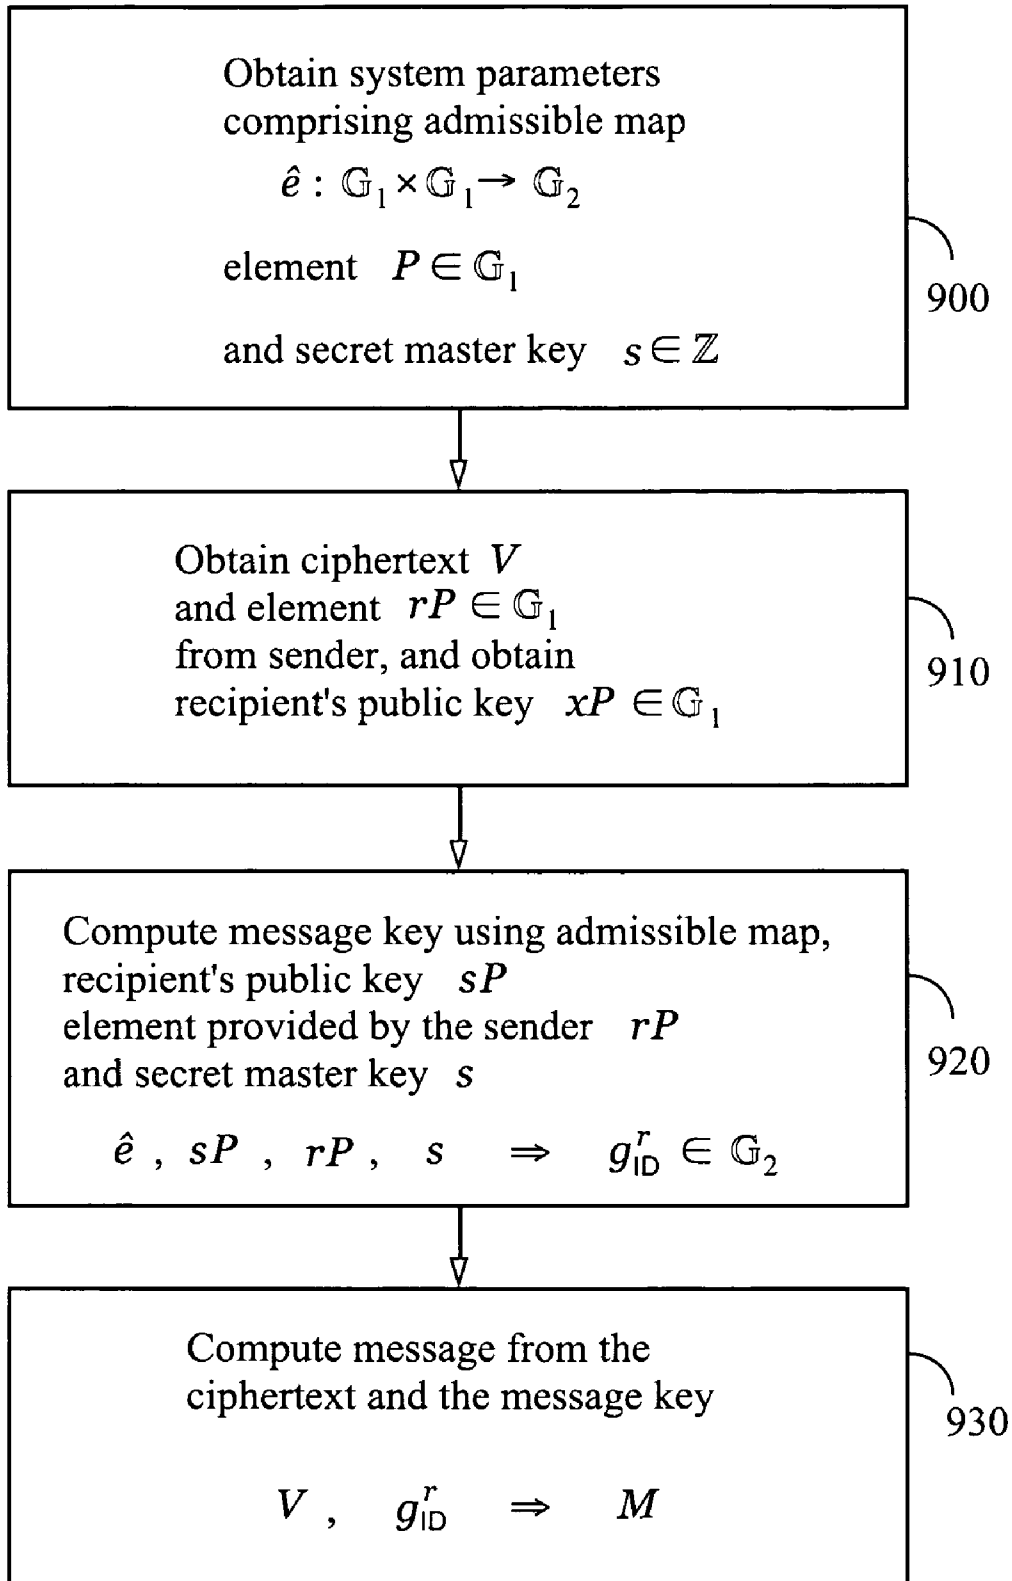 Obtain system parameters
comprising admissible map
ê : 𝔾₁ × 𝔾₁ → 𝔾₂
element P ∈ 𝔾₁
and secret master key s ∈ ℤ
900
Obtain ciphertext V
and element rP ∈ 𝔾₁
from sender, and obtain
recipient's public key xP ∈ 𝔾₁
910
Compute message key using admissible map,
recipient's public key sP
element provided by the sender rP
and secret master key s
ê , sP , rP , s ⇒ g_ID^r ∈ 𝔾₂
920
Compute message from the
ciphertext and the message key
V , g_ID^r ⇒ M
930